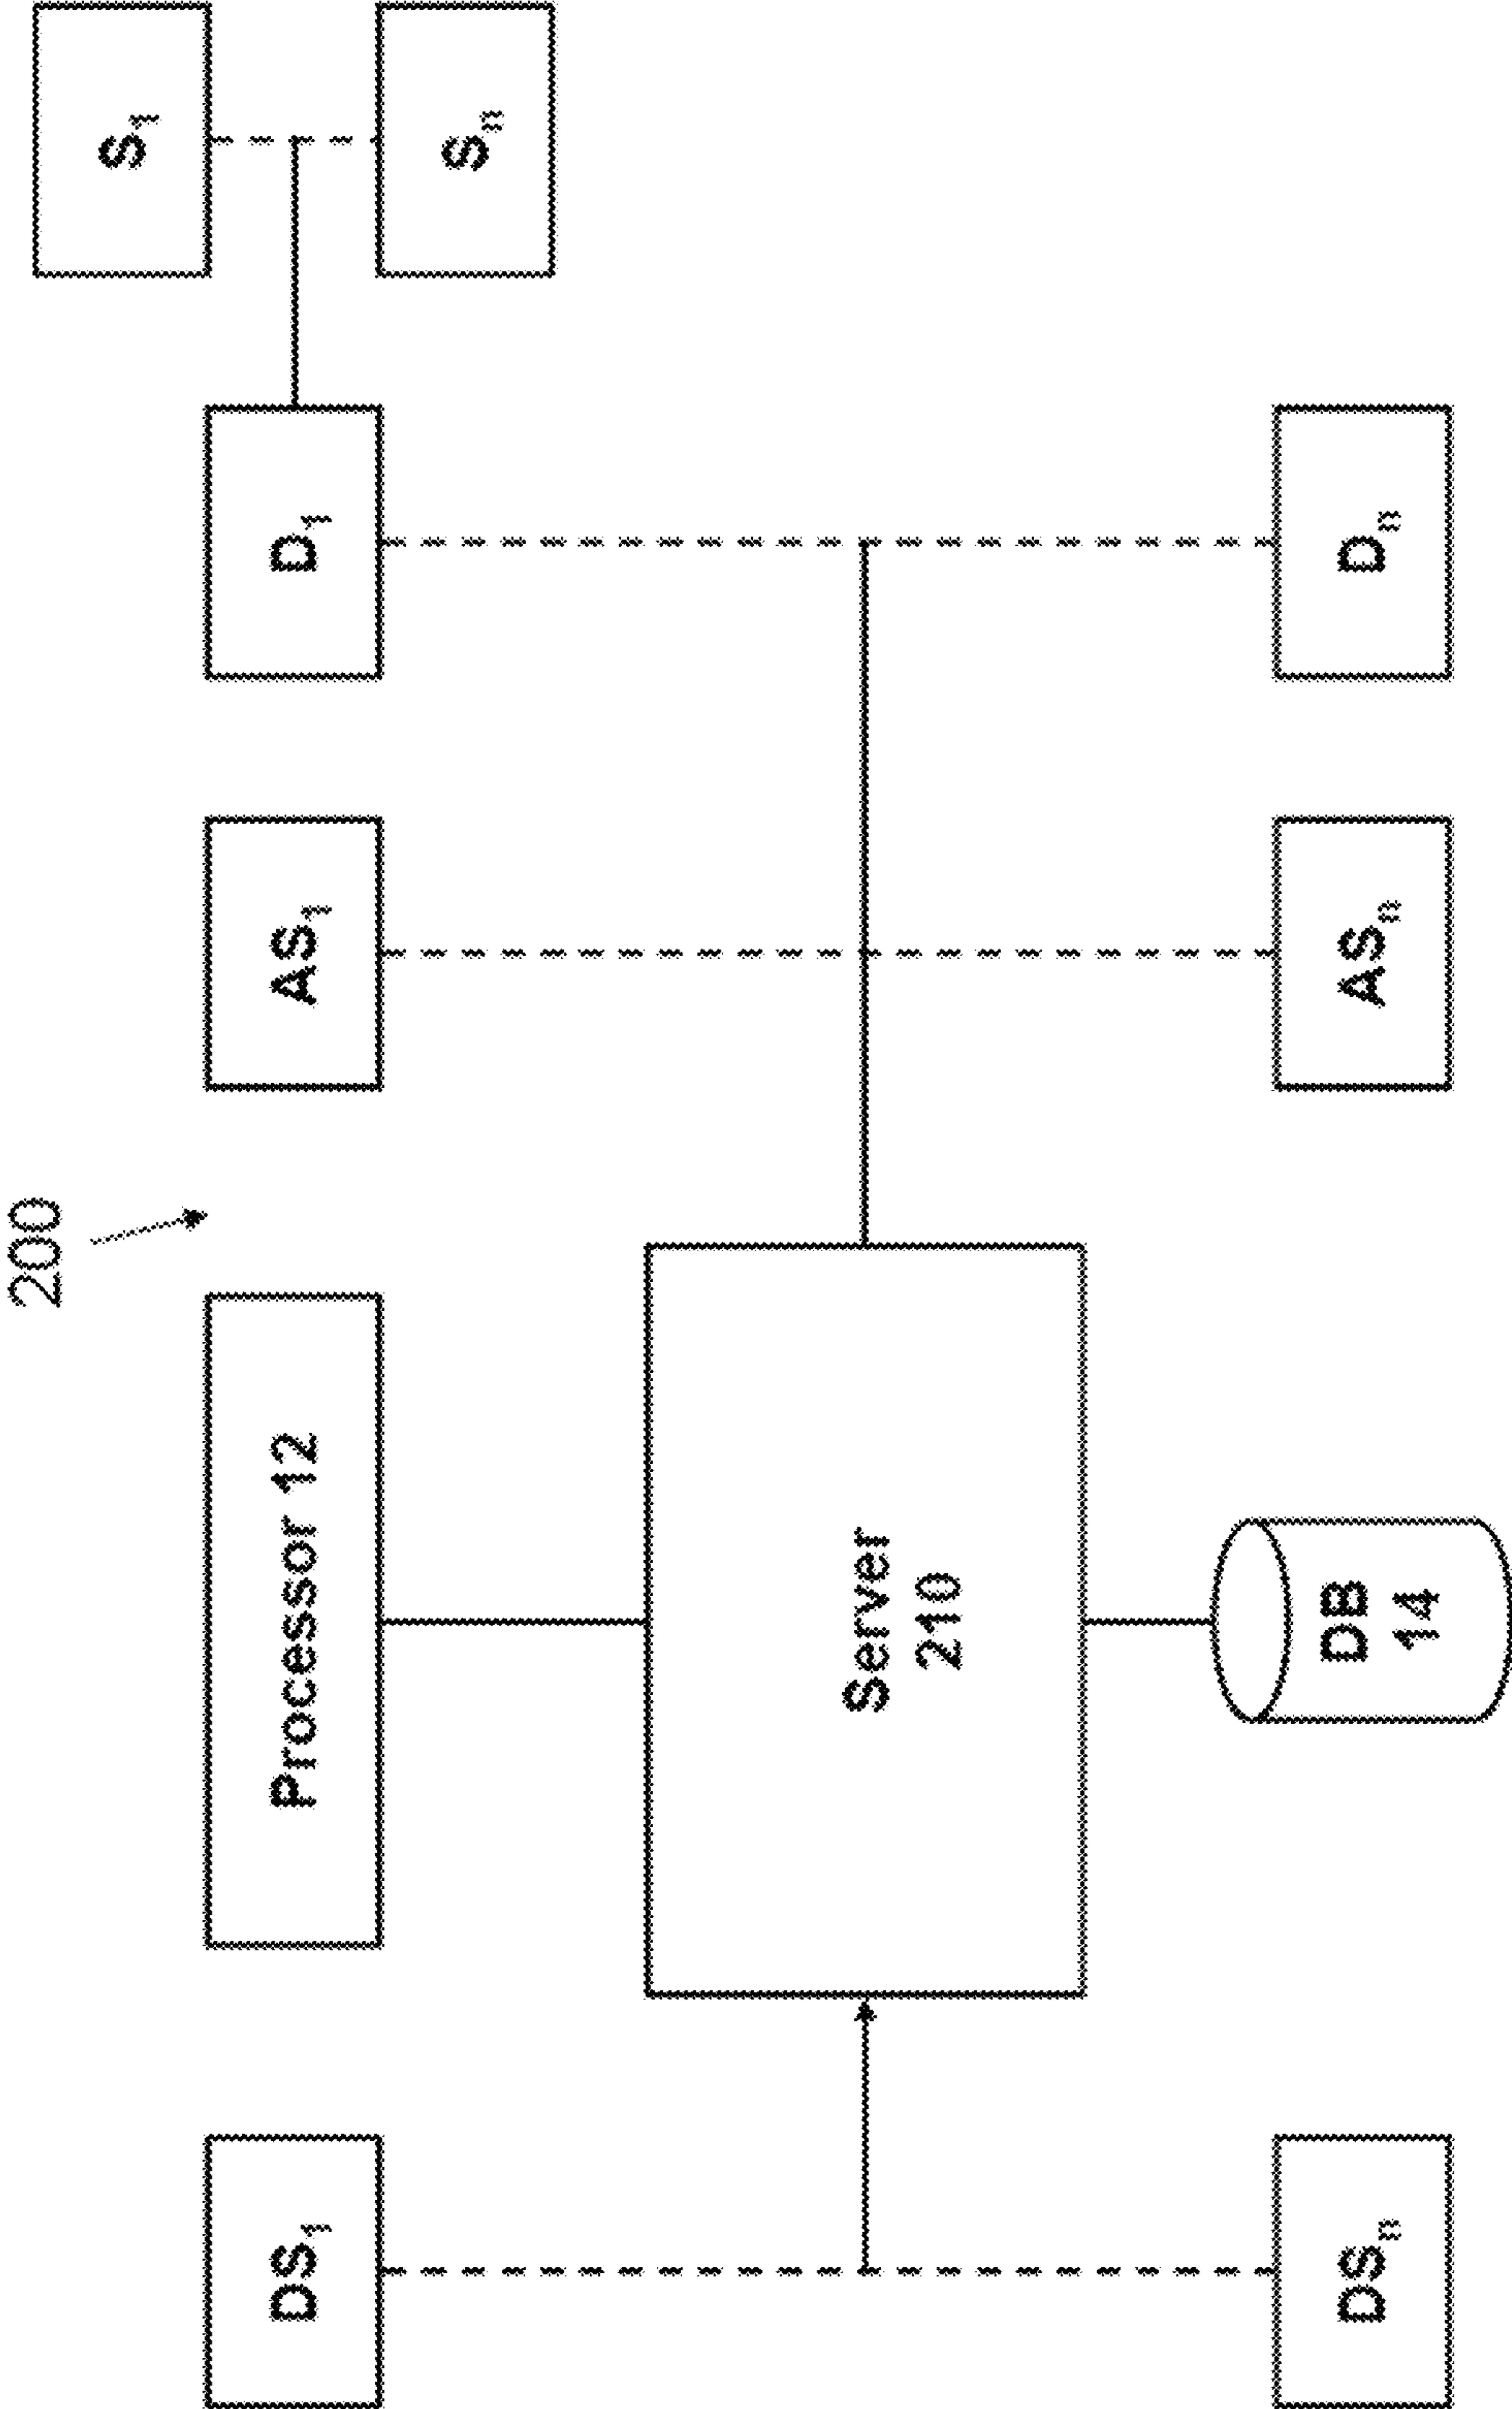 200
S₁
Sₙ
DS₁
Processor 12
AS₁
D₁
Server
210
DSₙ
DB
14
ASₙ
Dₙ